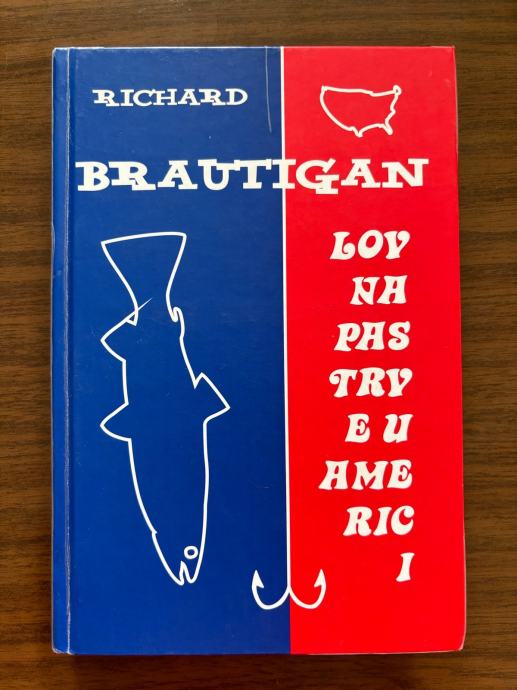 RICHARD
BRAUTIGAN
LOV
NA
PAS
TRV
E U
AME
RIC
I